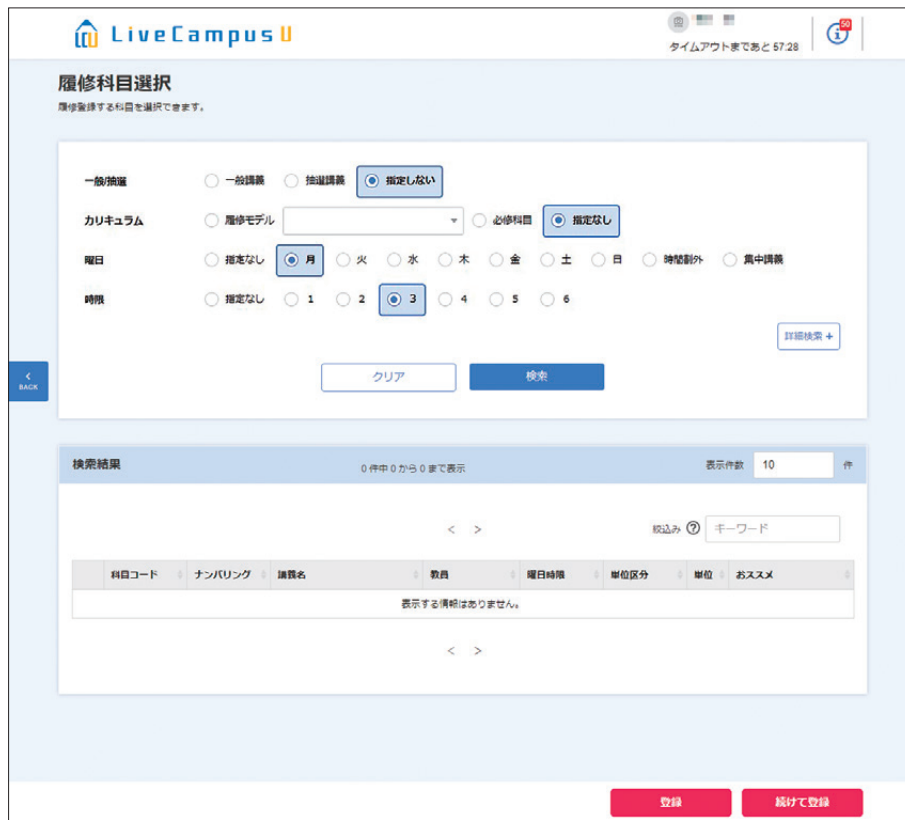 LiveCampusU
50
タイムアウトまであと 57:28
履修科目選択
履修登録する科目を選択できます。
一般/抽選 一般講義 抽選講義 指定しない
カリキュラム 履修モデル 必修科目 指定なし
曜日 指定なし 月 火 水 木 金 土 日 時間割外 集中講義
時限 指定なし 1 2 3 4 5 6
詳細検索 +
クリア 検索
< BACK
検索結果 0 件中 0 から 0 まで表示 表示件数 10 件
< > 絞込み ? キーワード
科目コード ナンバリング 講義名 教員 曜日時限 単位区分 単位 おススメ
表示する情報はありません。
< >
登録 続けて登録